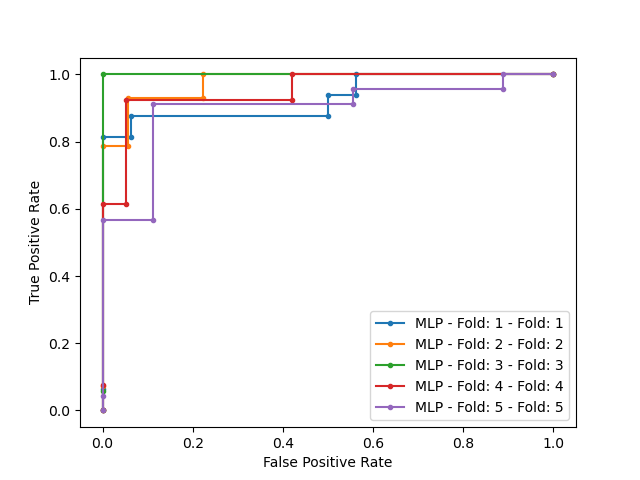 1.0
0.8
0.6
0.4
0.2
0.0
True Positive Rate
MLP - Fold: 1 - Fold: 1
MLP - Fold: 2 - Fold: 2
MLP - Fold: 3 - Fold: 3
MLP - Fold: 4 - Fold: 4
MLP - Fold: 5 - Fold: 5
0.0 0.2 0.4 0.6 0.8 1.0
False Positive Rate